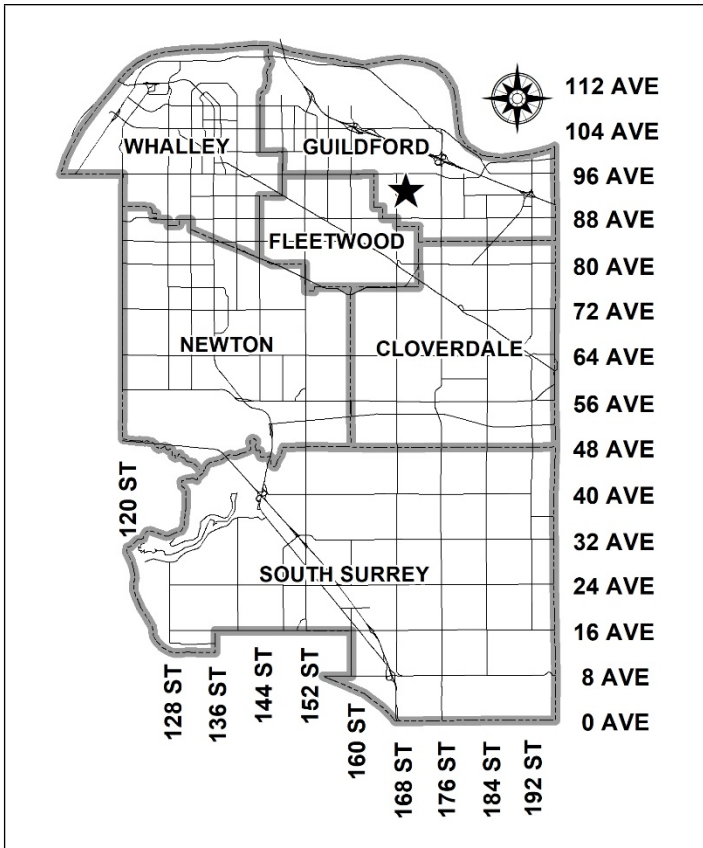 112 AVE
104 AVE
WHALLEY
GUILDFORD
96 AVE
88 AVE
FLEETWOOD
80 AVE
72 AVE
NEWTON
CLOVERDALE
64 AVE
56 AVE
48 AVE
120 ST
40 AVE
32 AVE
SOUTH SURREY
24 AVE
16 AVE
8 AVE
0 AVE
128 ST
136 ST
144 ST
152 ST
160 ST
168 ST
176 ST
184 ST
192 ST